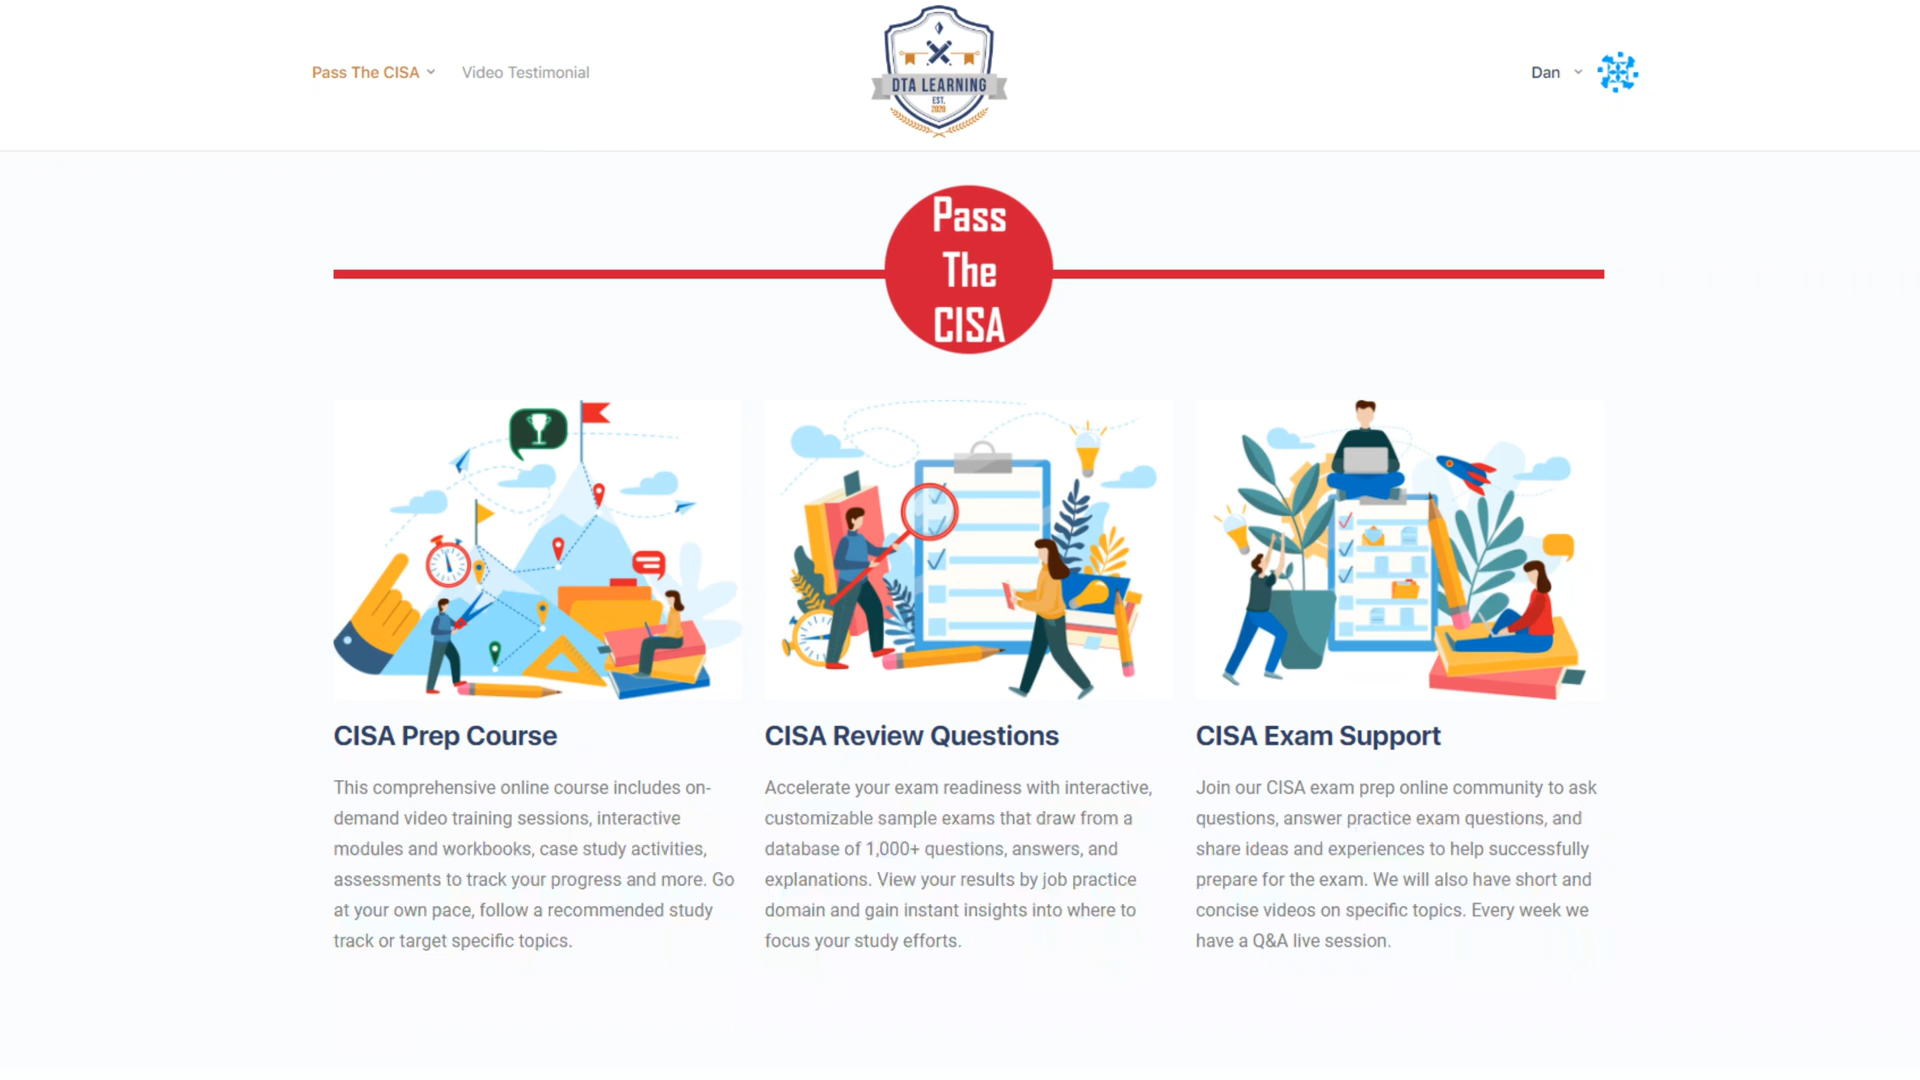 Pass The CISA
Video Testimonial
DTA LEARNING
EST.
2020
Dan
Pass
The
CISA
CISA Prep Course
This comprehensive online course includes on-
demand video training sessions, interactive
modules and workbooks, case study activities,
assessments to track your progress and more. Go
at your own pace, follow a recommended study
track or target specific topics.
CISA Review Questions
Accelerate your exam readiness with interactive,
customizable sample exams that draw from a
database of 1,000+ questions, answers, and
explanations. View your results by job practice
domain and gain instant insights into where to
focus your study efforts.
CISA Exam Support
Join our CISA exam prep online community to ask
questions, answer practice exam questions, and
share ideas and experiences to help successfully
prepare for the exam. We will also have short and
concise videos on specific topics. Every week we
have a Q&A live session.